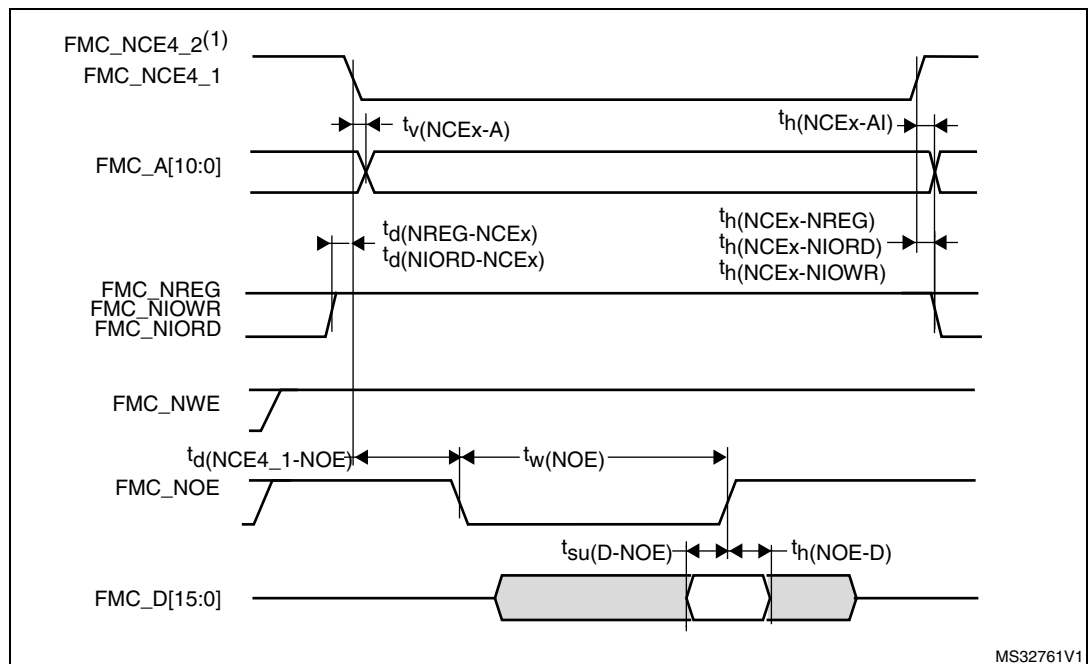 FMC_NCE4_2(1)
FMC_NCE4_1
tv(NCEx-A)
th(NCEx-AI)
FMC_A[10:0]
td(NREG-NCEx)
td(NIORD-NCEx)
th(NCEx-NREG)
th(NCEx-NIORD)
th(NCEx-NIOWR)
FMC_NREG
FMC_NIOWR
FMC_NIORD
FMC_NWE
td(NCE4_1-NOE)
tw(NOE)
FMC_NOE
tsu(D-NOE)
th(NOE-D)
FMC_D[15:0]
MS32761V1